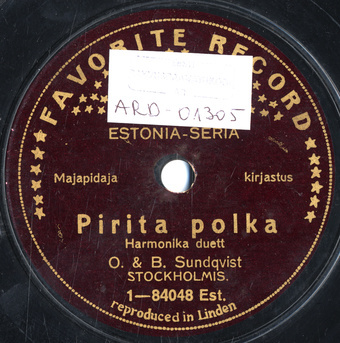 FAVORITE RECORD
ARD-01305
ESTONIA-SERIA
Majapidaja kirjastus
Pirita polka
Harmonika duett
O. & B. Sundqvist
STOCKHOLMIS.
1—84048 Est.
reproduced in Linden